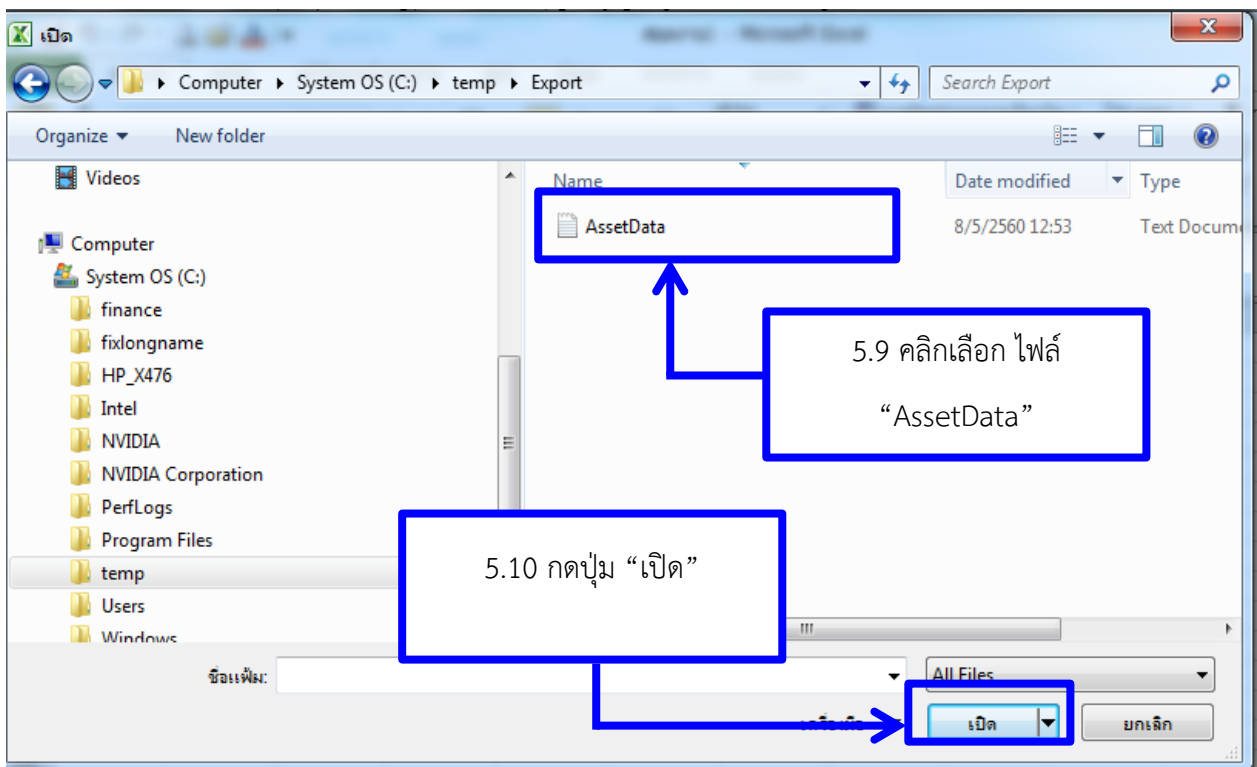 เปิด
Computer System OS (C:) temp Export
Search Export
Organize New folder
Videos
Computer
System OS (C:)
finance
fixlongname
HP_X476
Intel
NVIDIA
NVIDIA Corporation
PerfLogs
Program Files
temp
Users
Windows
Name Date modified Type
AssetData 8/5/2560 12:53 Text Docum
5.9 คลิกเลือก ไฟล์
“AssetData”
5.10 กดปุ่ม “เปิด”
ชื่อแฟ้ม:
All Files
เปิด ยกเลิก